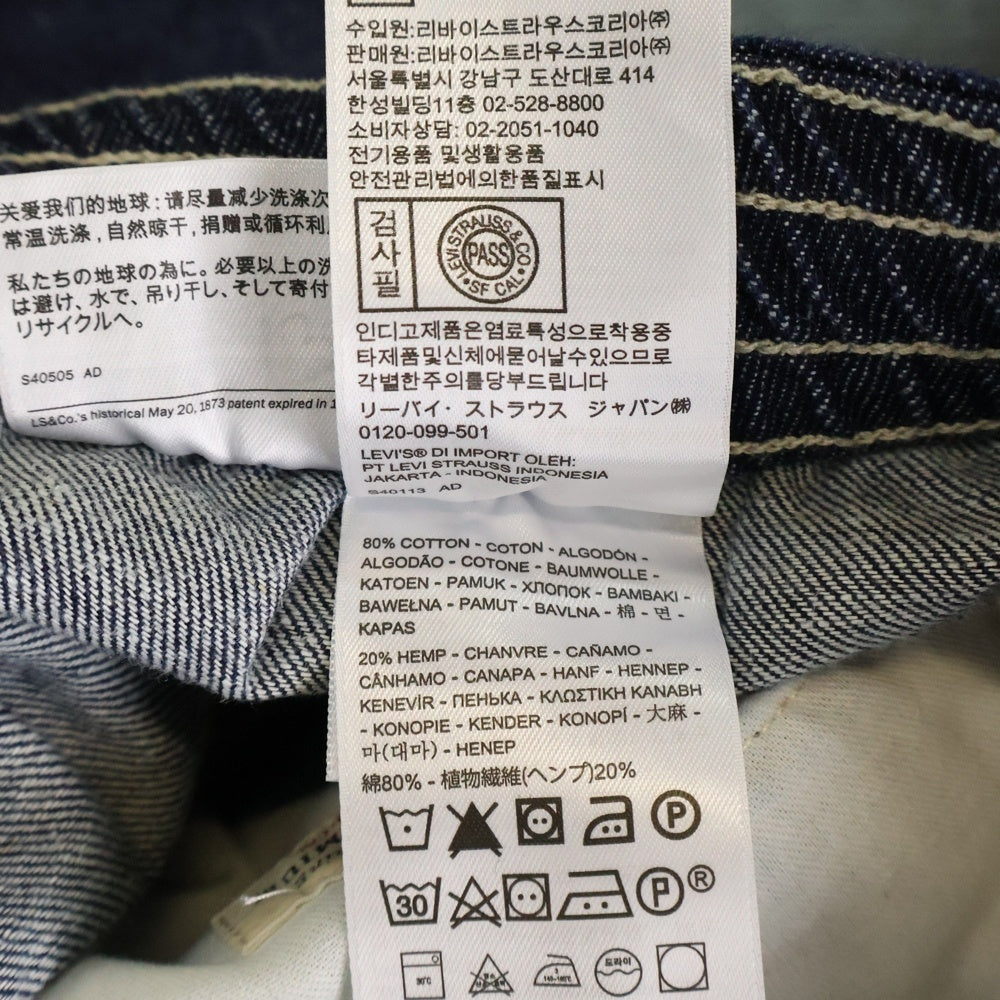 수입원:리바이스트라우스코리아㈜
판매원:리바이스트라우스코리아㈜
서울특별시 강남구 도산대로 414
한성빌딩11층 02-528-8800
소비자상담: 02-2051-1040
전기용품 및생활용품
안전관리법에의한품질표시
검사필
LEVI STRAUSS & CO
PASS
SF CAL
인디고제품은염료특성으로착용중
타제품및신체에묻어날수있으므로
각별한주의를당부드립니다
リーバイ・ストラウス ジャパン㈱
0120-099-501
LEVI'S® DI IMPORT OLEH:
PT LEVI STRAUSS INDONESIA
JAKARTA - INDONESIA
S40113 AD
关爱我们的地球:请尽量减少洗涤次
常温洗涤,自然晾干,捐赠或循环利
私たちの地球の為に。必要以上の洗
は避け、水で、吊り干し、そして寄付
リサイクルへ。
S40505 AD
LS&Co.'s historical May 20, 1873 patent expired in 1
80% COTTON - COTON - ALGODÓN -
ALGODÃO - COTONE - BAUMWOLLE -
KATOEN - PAMUK - ХЛОПОК - BAMBAKI -
BAWEŁNA - PAMUT - BAVLNA - 棉 - 면 -
KAPAS
20% HEMP - CHANVRE - CAÑAMO -
CÂNHAMO - CANAPA - HANF - HENNEP -
KENEVİR - ПЕНЬКА - ΚΛΩΣΤΙΚΗ ΚΑΝΑΒΗ
- KONOPIE - KENDER - KONOPÍ - 大麻 -
마(대마) - HENEP
綿80% - 植物繊維(ヘンプ)20%
P
30
P ®
30℃
염소표백
3
140~160℃
드라이